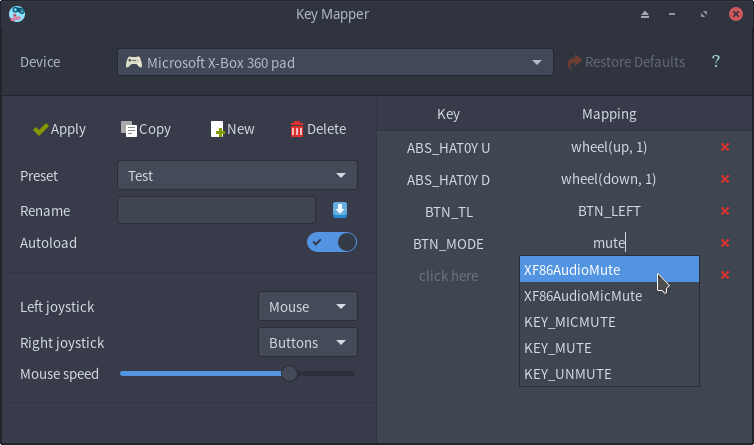 Key Mapper
Device
Microsoft X-Box 360 pad
Restore Defaults
?
Apply
Copy
New
Delete
Preset
Test
Rename
Autoload
Left joystick
Mouse
Right joystick
Buttons
Mouse speed
Key Mapping
ABS_HAT0Y U wheel(up, 1)
ABS_HAT0Y D wheel(down, 1)
BTN_TL BTN_LEFT
BTN_MODE mute
click here
XF86AudioMute
XF86AudioMicMute
KEY_MICMUTE
KEY_MUTE
KEY_UNMUTE